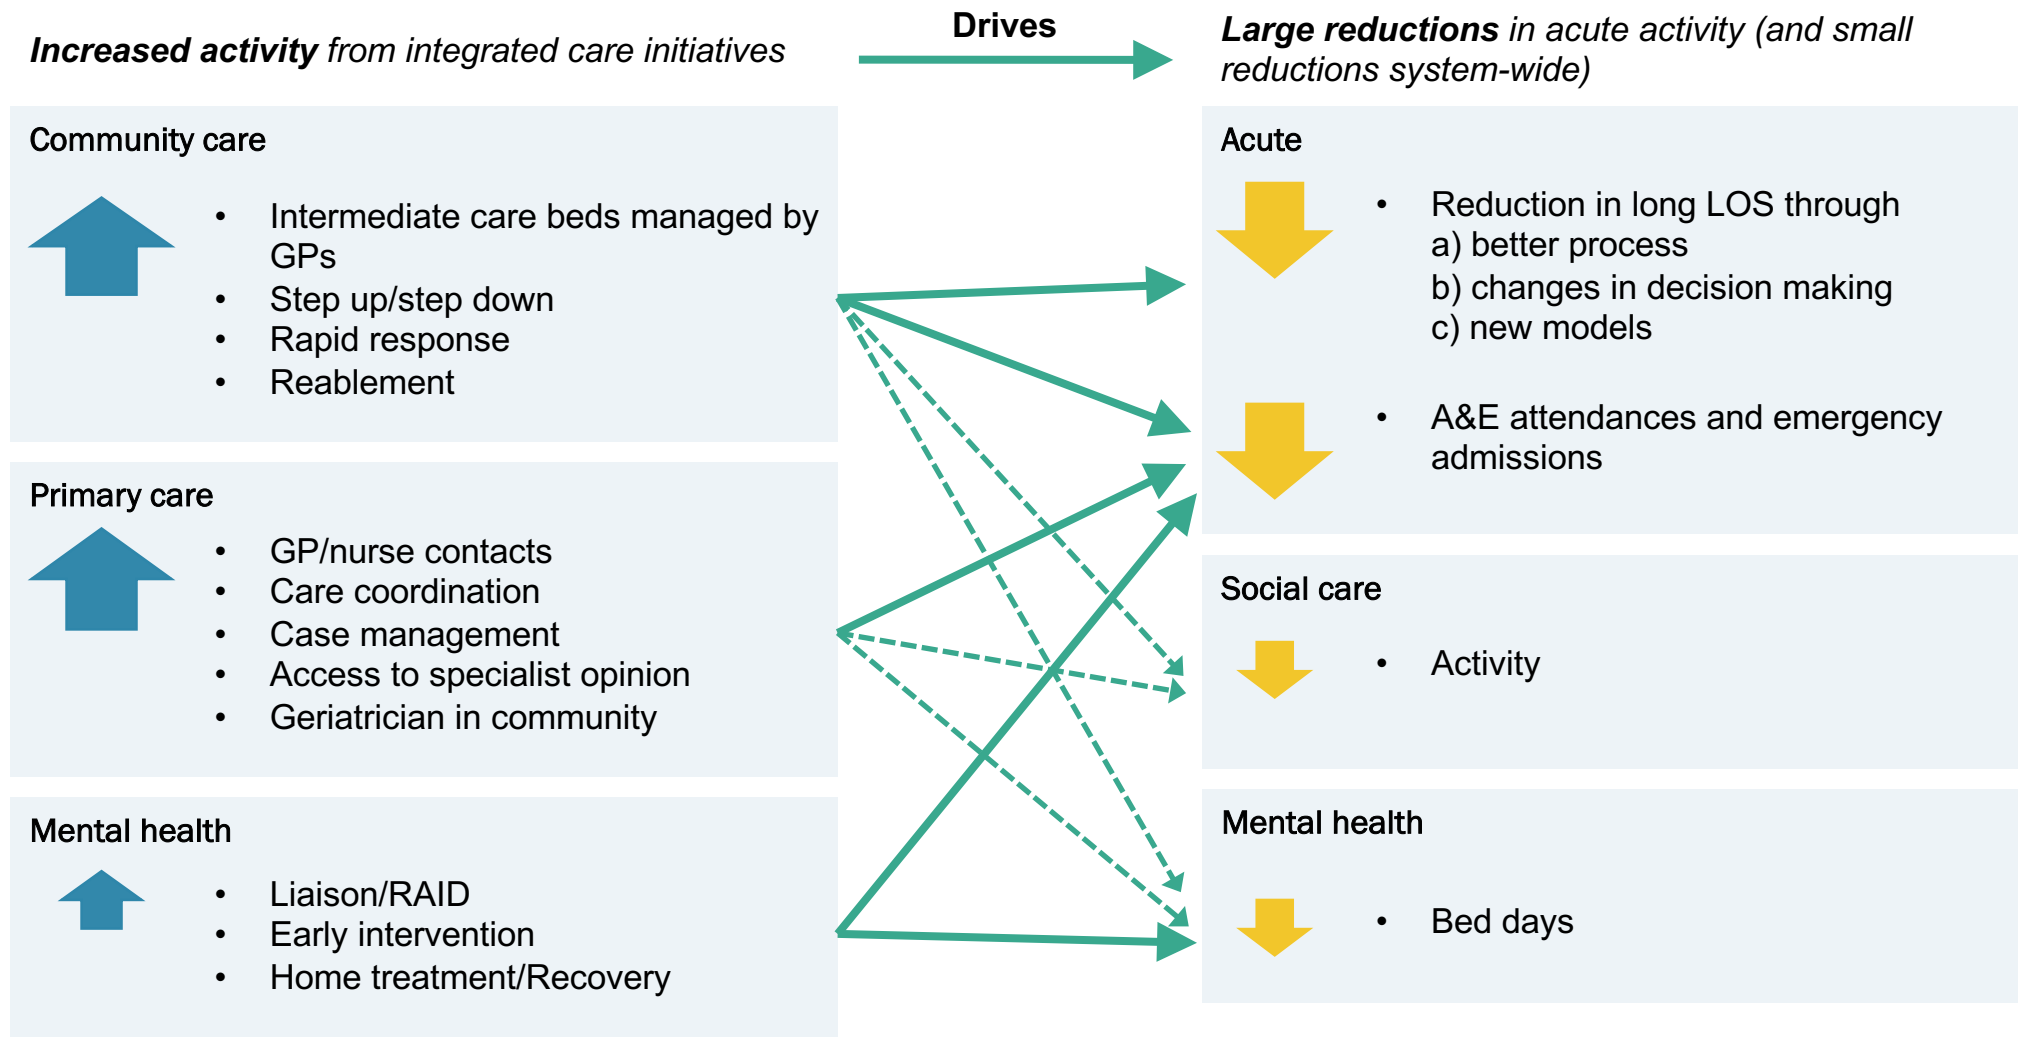 Increased activity from integrated care initiatives
Drives
Large reductions in acute activity (and small
reductions system-wide)
Community care
• Intermediate care beds managed by
GPs
• Step up/step down
• Rapid response
• Reablement
Primary care
• GP/nurse contacts
• Care coordination
• Case management
• Access to specialist opinion
• Geriatrician in community
Mental health
• Liaison/RAID
• Early intervention
• Home treatment/Recovery
Acute
• Reduction in long LOS through
a) better process
b) changes in decision making
c) new models
• A&E attendances and emergency
admissions
Social care
• Activity
Mental health
• Bed days